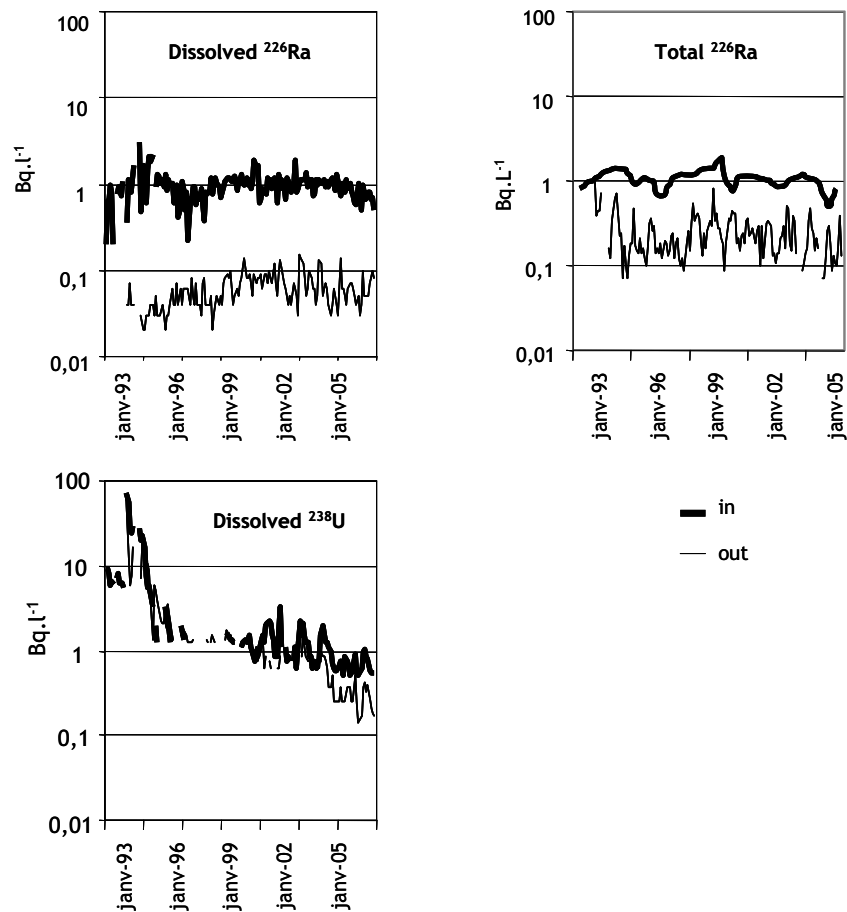 Dissolved ²²⁶Ra
Bq.l⁻¹
100
10
1
0,1
0,01
janv-93
janv-96
janv-99
janv-02
janv-05
Total ²²⁶Ra
Bq.L⁻¹
100
10
1
0,1
0,01
janv-93
janv-96
janv-99
janv-02
janv-05
Dissolved ²³⁸U
Bq.l⁻¹
100
10
1
0,1
0,01
janv-93
janv-96
janv-99
janv-02
janv-05
in
out